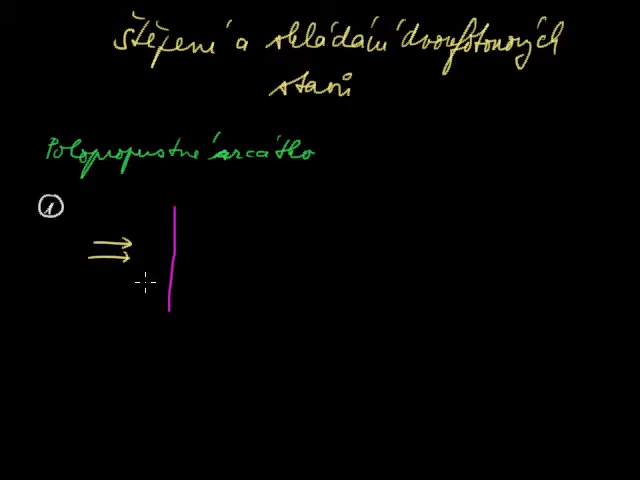 štěpení a skládání dvoufotonových
stavů
Polopropustné zrcátko
1